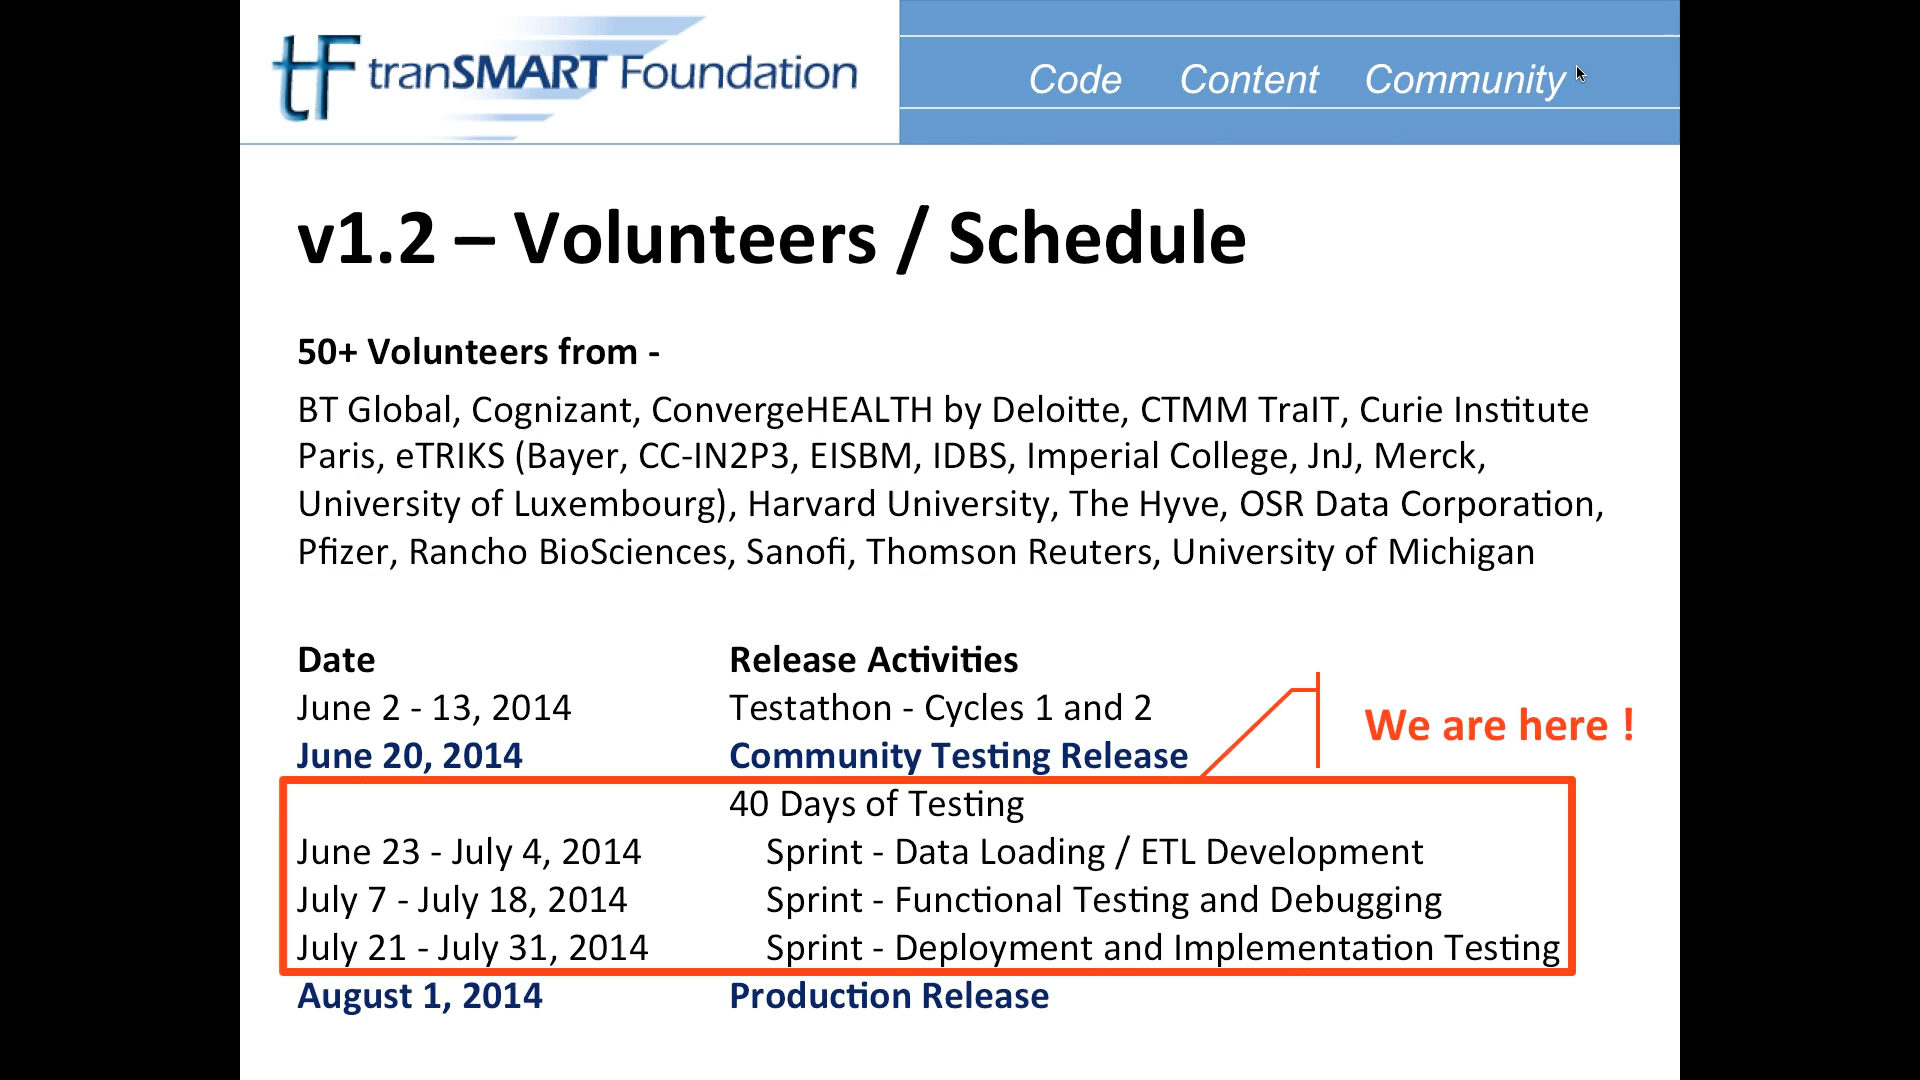 tF tranSMART Foundation
Code Content Community
v1.2 – Volunteers / Schedule
50+ Volunteers from -
BT Global, Cognizant, ConvergeHEALTH by Deloitte, CTMM TraIT, Curie Institute
Paris, eTRIKS (Bayer, CC-IN2P3, EISBM, IDBS, Imperial College, JnJ, Merck,
University of Luxembourg), Harvard University, The Hyve, OSR Data Corporation,
Pfizer, Rancho BioSciences, Sanofi, Thomson Reuters, University of Michigan
Date Release Activities
June 2 - 13, 2014 Testathon - Cycles 1 and 2
We are here !
June 20, 2014 Community Testing Release
40 Days of Testing
June 23 - July 4, 2014 Sprint - Data Loading / ETL Development
July 7 - July 18, 2014 Sprint - Functional Testing and Debugging
July 21 - July 31, 2014 Sprint - Deployment and Implementation Testing
August 1, 2014 Production Release